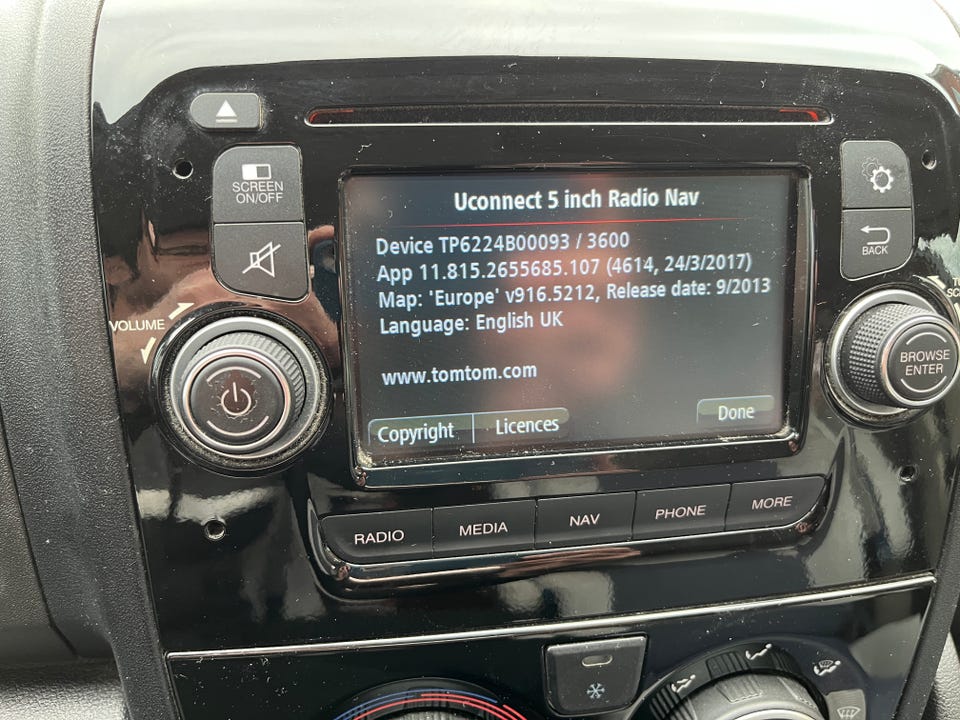 SCREEN
ON/OFF
BACK
VOLUME
Uconnect 5 inch Radio Nav
Device TP6224B00093 / 3600
App 11.815.2655685.107 (4614, 24/3/2017)
Map: 'Europe' v916.5212, Release date: 9/2013
Language: English UK
www.tomtom.com
Copyright
Licences
Done
BROWSE
ENTER
RADIO
MEDIA
NAV
PHONE
MORE